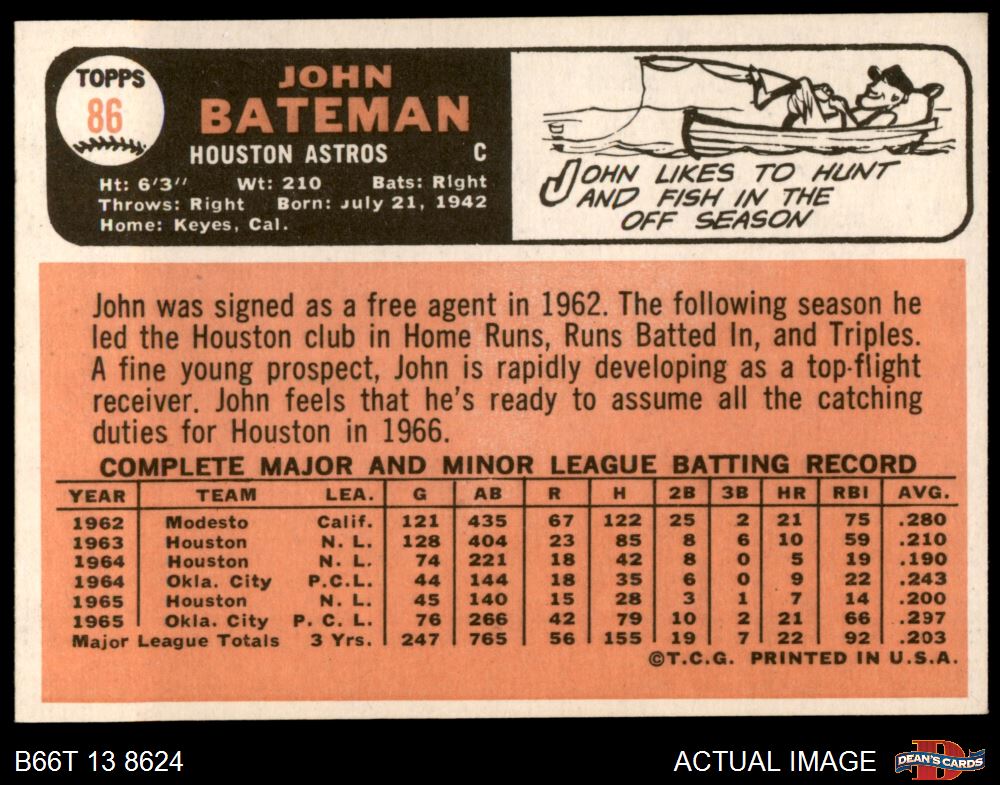 TOPPS
86
JOHN
BATEMAN
HOUSTON ASTROS C
Ht: 6'3" Wt: 210 Bats: Right
Throws: Right Born: July 21, 1942
Home: Keyes, Cal.
JOHN LIKES TO HUNT
AND FISH IN THE
OFF SEASON
John was signed as a free agent in 1962. The following season he
led the Houston club in Home Runs, Runs Batted In, and Triples.
A fine young prospect, John is rapidly developing as a top-flight
receiver. John feels that he's ready to assume all the catching
duties for Houston in 1966.
COMPLETE MAJOR AND MINOR LEAGUE BATTING RECORD
YEAR TEAM LEA. G AB R H 2B 3B HR RBI AVG.
1962 Modesto Calif. 121 435 67 122 25 2 21 75 .280
1963 Houston N. L. 128 404 23 85 8 6 10 59 .210
1964 Houston N. L. 74 221 18 42 8 0 5 19 .190
1964 Okla. City P.C.L. 44 144 18 35 6 0 9 22 .243
1965 Houston N. L. 45 140 15 28 3 1 7 14 .200
1965 Okla. City P. C. L. 76 266 42 79 10 2 21 66 .297
Major League Totals 3 Yrs. 247 765 56 155 19 7 22 92 .203
©T.C.G. PRINTED IN U.S.A.
B66T 13 8624
ACTUAL IMAGE
DEAN'S CARDS